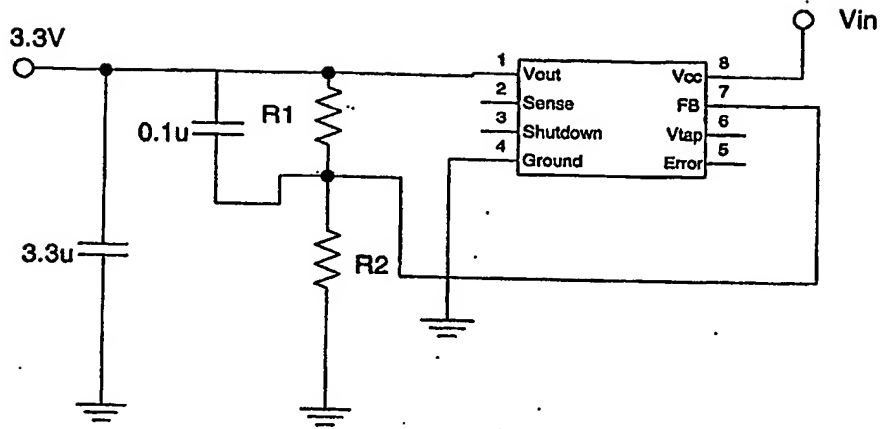 Vin
3.3V
1 Vout Vcc 8
2 Sense FB 7
3 Shutdown Vtap 6
4 Ground Error 5
R1
0.1u
3.3u
R2